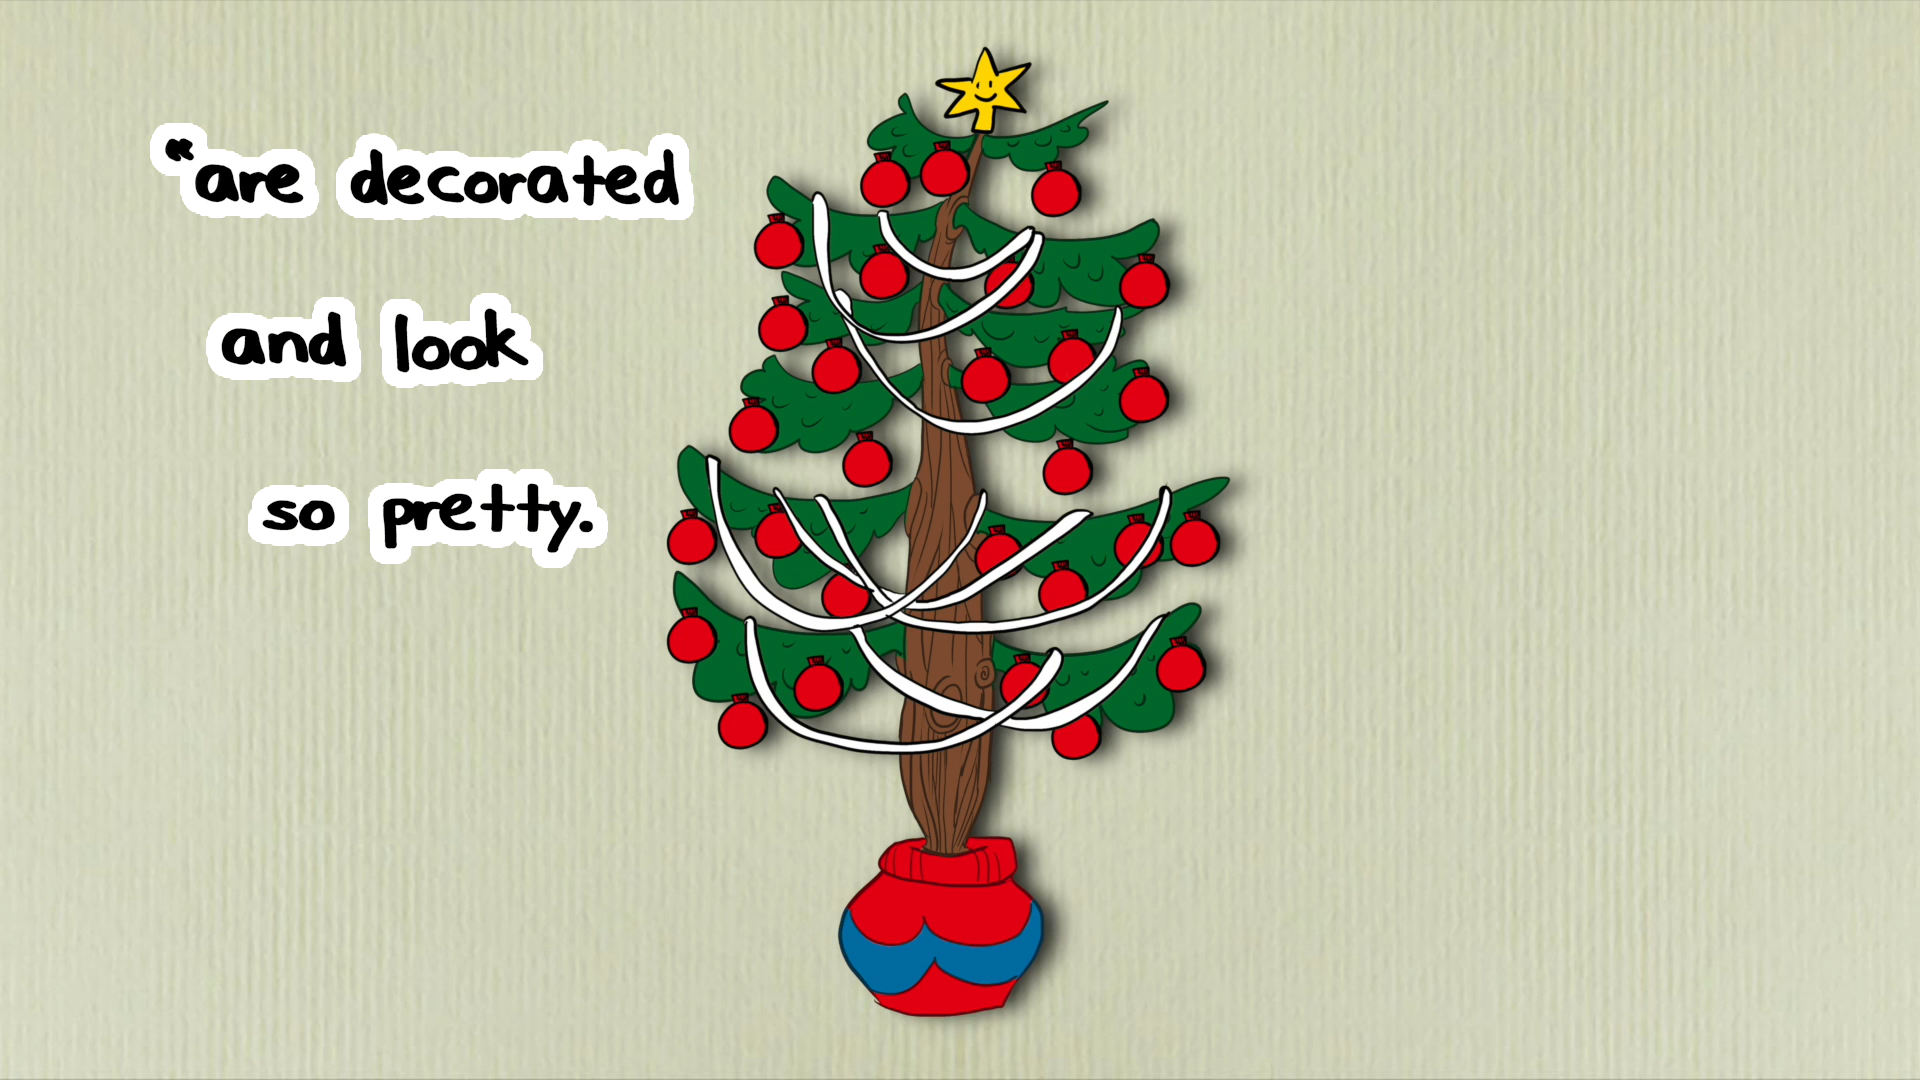 “are decorated
and look
so pretty.